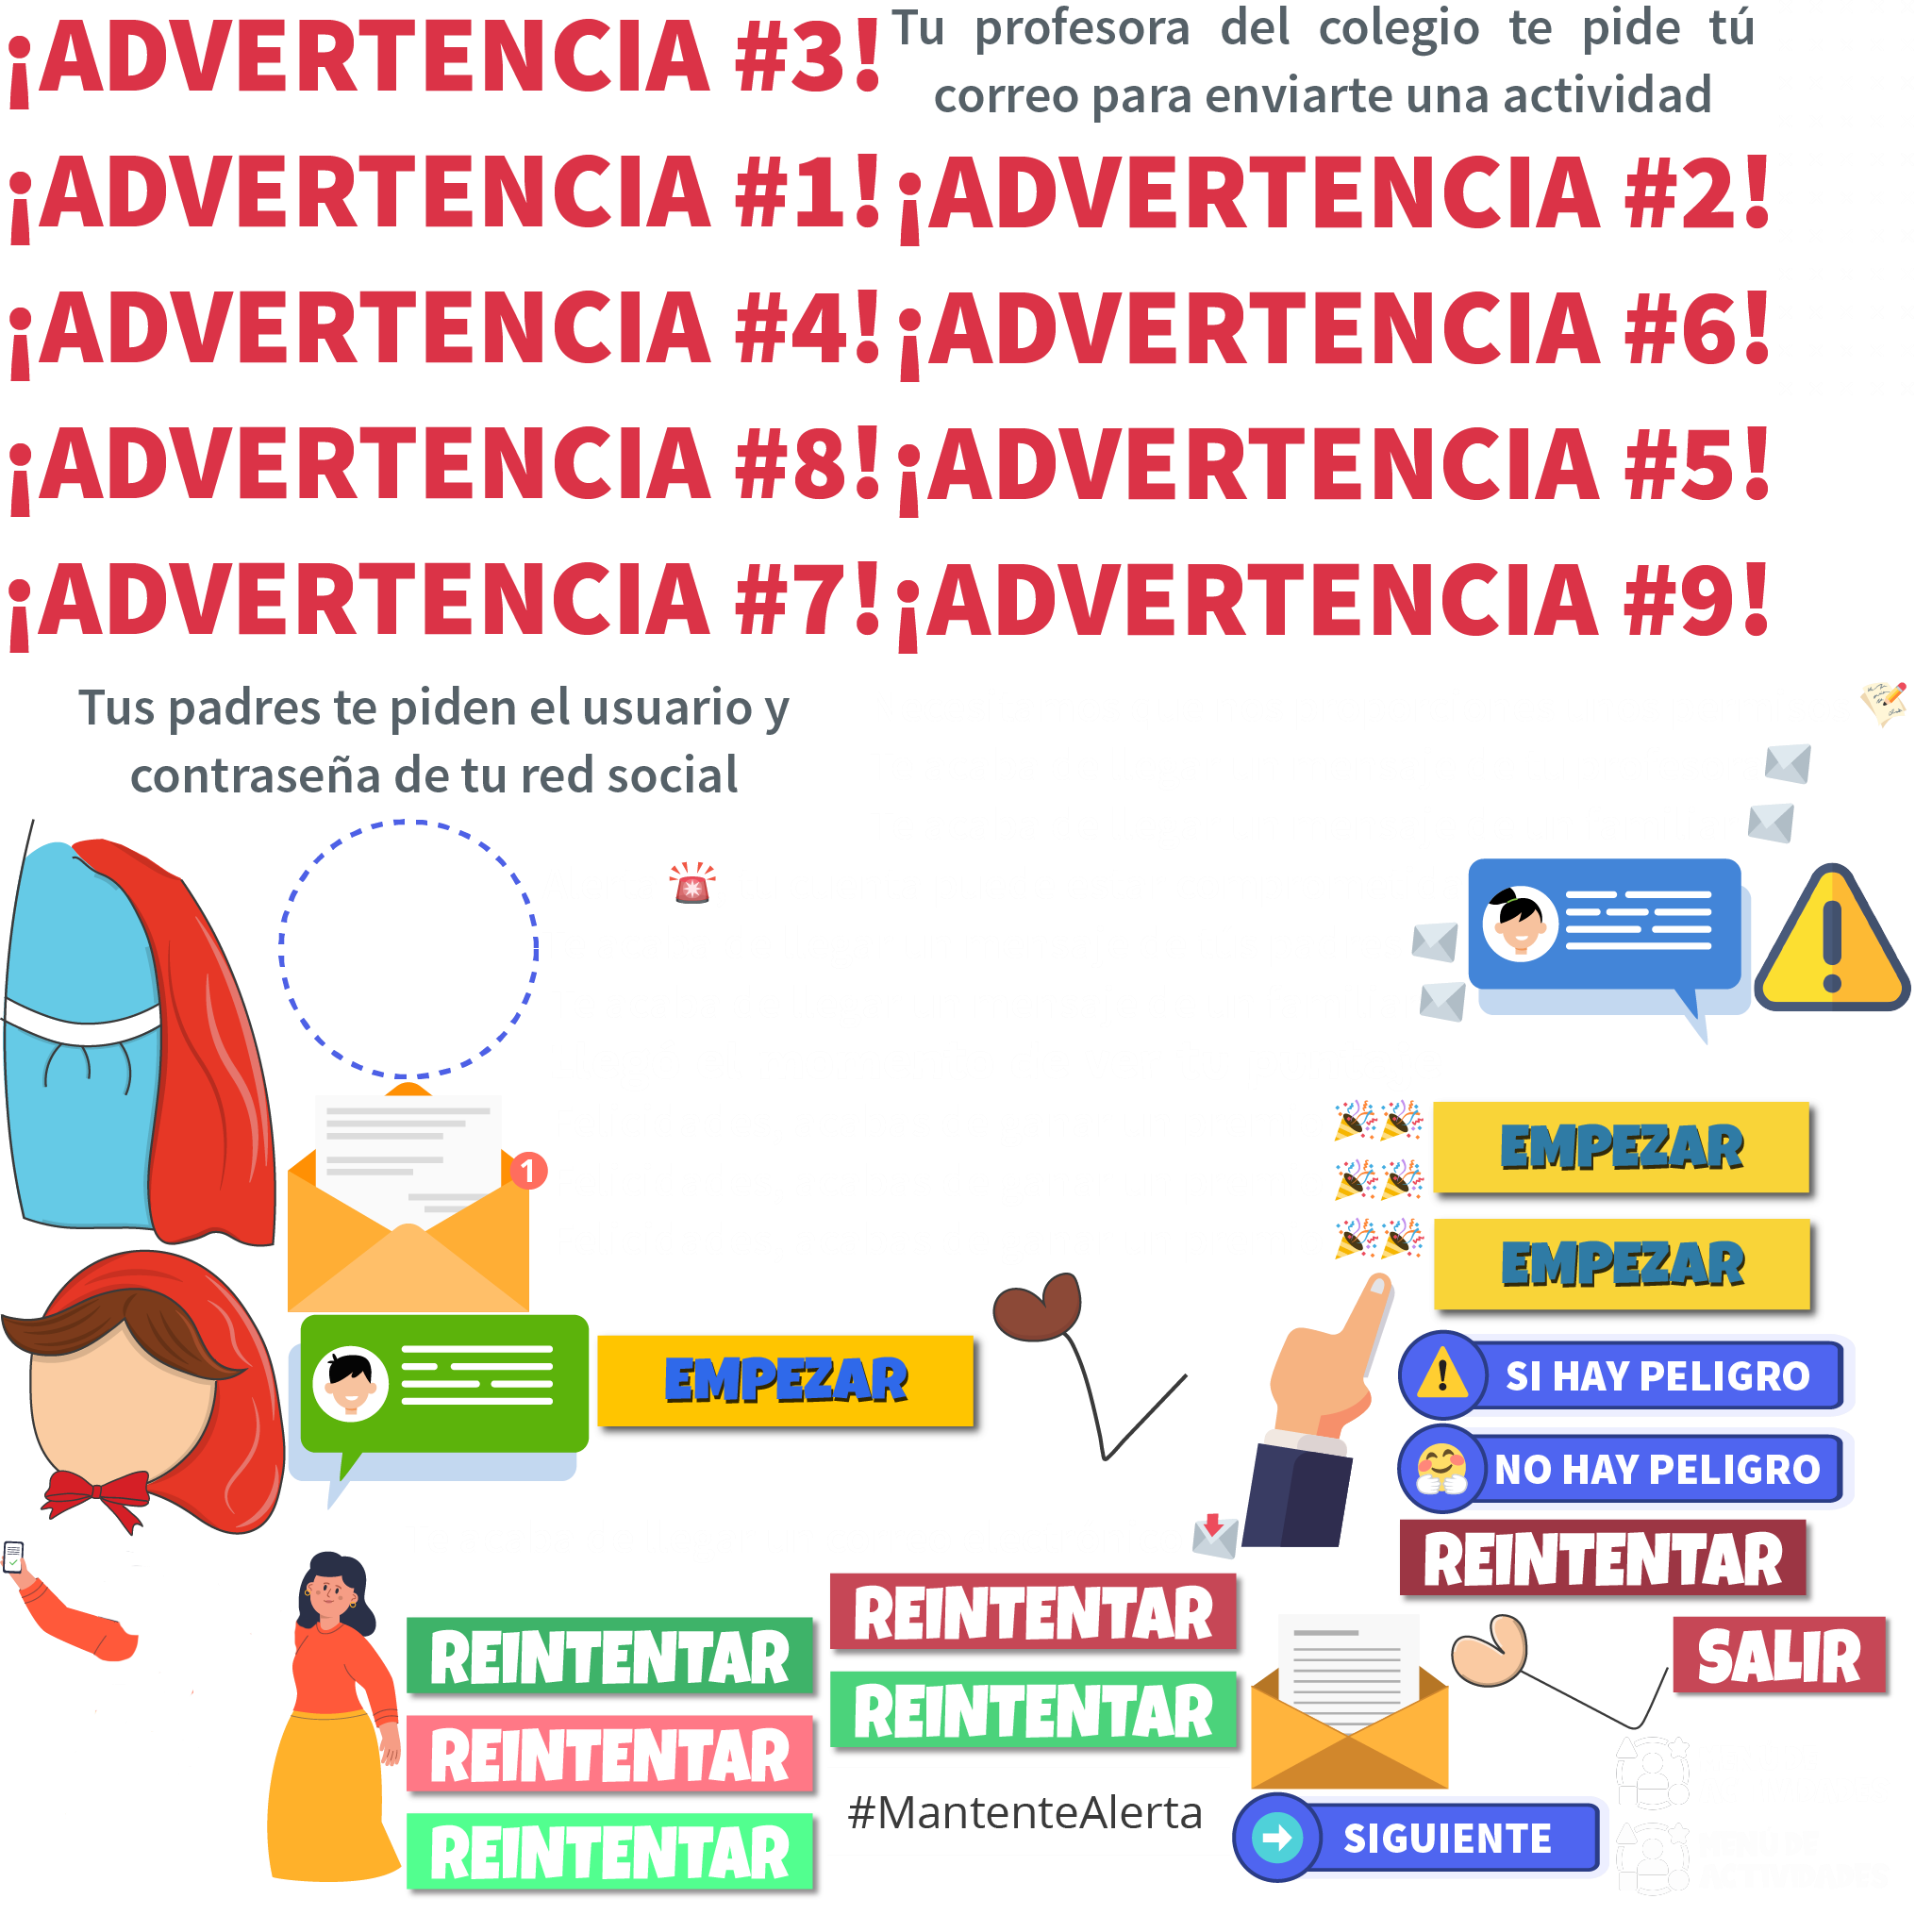 ¡ADVERTENCIA #3!
Tu profesora del colegio te pide tú
correo para enviarte una actividad
¡ADVERTENCIA #1!
¡ADVERTENCIA #2!
¡ADVERTENCIA #4!
¡ADVERTENCIA #6!
¡ADVERTENCIA #8!
¡ADVERTENCIA #5!
¡ADVERTENCIA #7!
¡ADVERTENCIA #9!
Tus padres te piden el usuario y
contraseña de tu red social
1
EMPEZAR
EMPEZAR
EMPEZAR
SI HAY PELIGRO
NO HAY PELIGRO
REINTENTAR
REINTENTAR
REINTENTAR
SALIR
REINTENTAR
REINTENTAR
REINTENTAR
#MantenteAlerta
SIGUIENTE